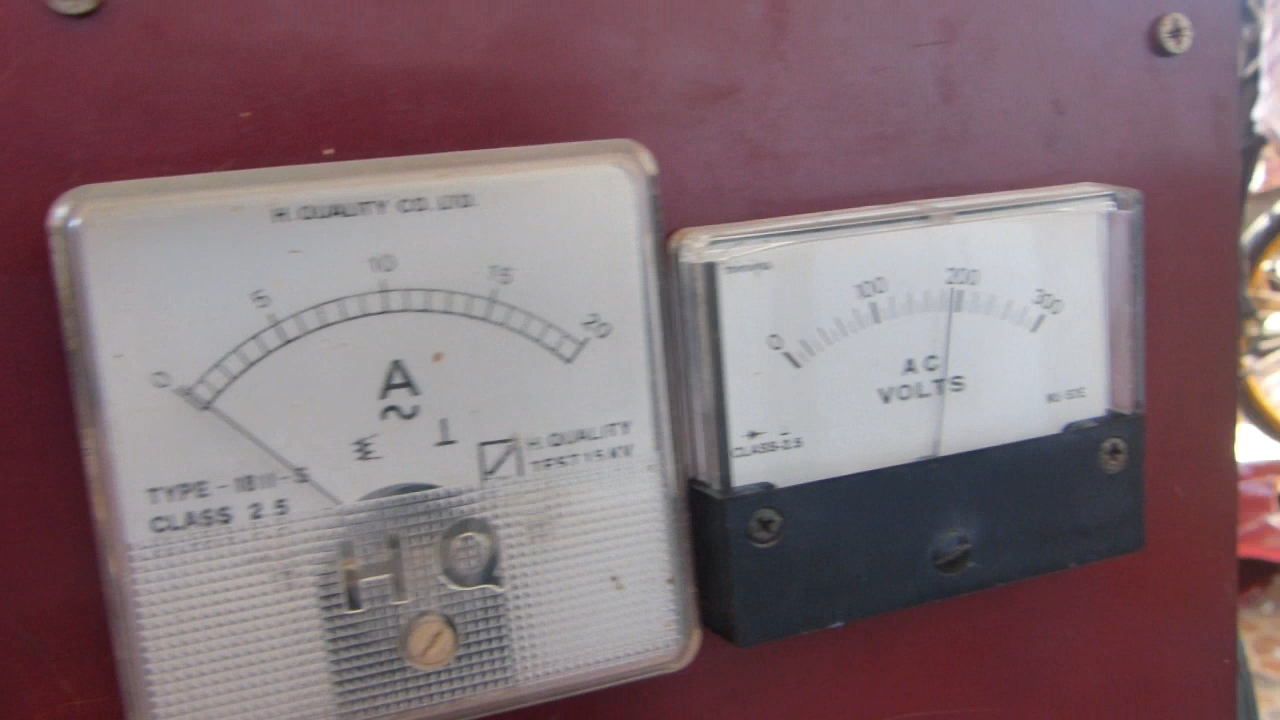 H. QUALITY CO. LTD.
0 5 10 15 20
A
H. QUALITY
TEST 1.5 KV
TYPE - 1811-S
CLASS 2.5
HQ
0 100 200 300
AC
VOLTS
CLASS-2.5